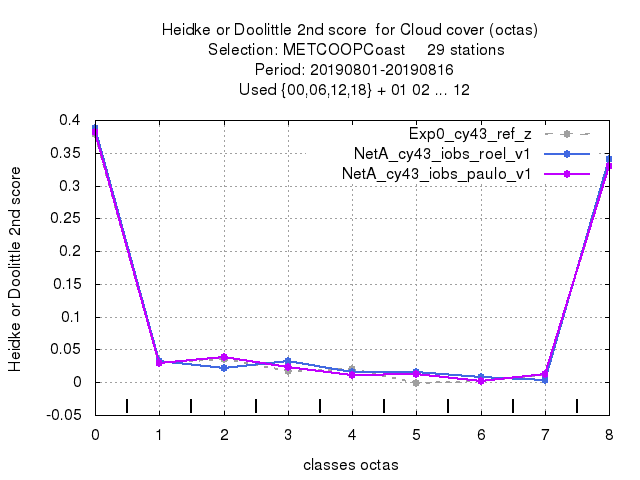 Heidke or Doolittle 2nd score for Cloud cover (octas)
Selection: METCOOPCoast 29 stations
Period: 20190801-20190816
Used {00,06,12,18} + 01 02 ... 12
Exp0_cy43_ref_z
NetA_cy43_iobs_roel_v1
NetA_cy43_iobs_paulo_v1
Heidke or Doolittle 2nd score
0.4
0.35
0.3
0.25
0.2
0.15
0.1
0.05
0
-0.05
0 1 2 3 4 5 6 7 8
classes octas